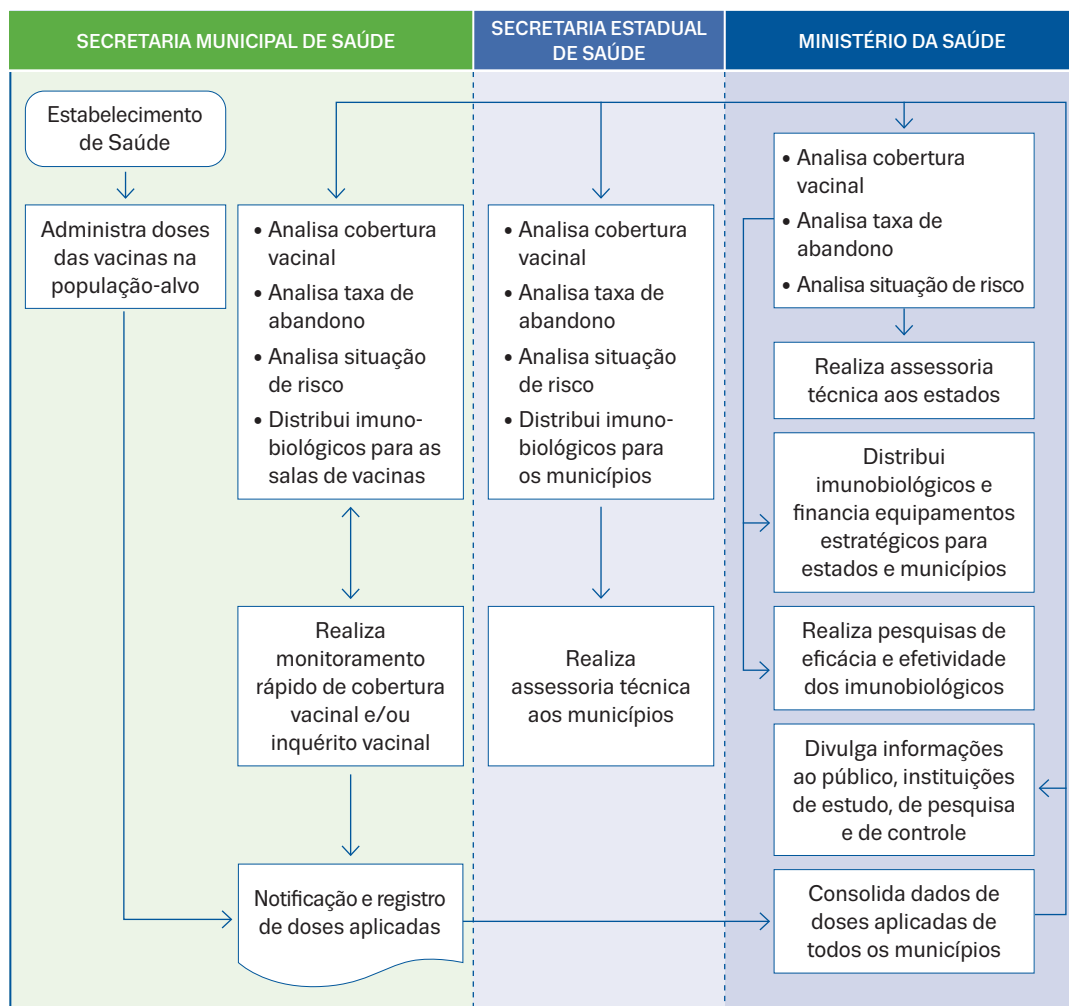 SECRETARIA MUNICIPAL DE SAÚDE
SECRETARIA ESTADUAL
DE SAÚDE
MINISTÉRIO DA SAÚDE
Estabelecimento
de Saúde
Administra doses
das vacinas na
população-alvo
• Analisa cobertura
vacinal
• Analisa taxa de
abandono
• Analisa situação
de risco
• Distribui imuno-
biológicos para as
salas de vacinas
Realiza
monitoramento
rápido de cobertura
vacinal e/ou
inquérito vacinal
Notificação e registro
de doses aplicadas
• Analisa cobertura
vacinal
• Analisa taxa de
abandono
• Analisa situação
de risco
• Distribui imuno-
biológicos para
os municípios
Realiza
assessoria técnica
aos municípios
• Analisa cobertura
vacinal
• Analisa taxa de
abandono
• Analisa situação de risco
Realiza assessoria
técnica aos estados
Distribui
imunobiológicos e
financia equipamentos
estratégicos para
estados e municípios
Realiza pesquisas de
eficácia e efetividade
dos imunobiológicos
Divulga informações
ao público, instituições
de estudo, de pesquisa
e de controle
Consolida dados de
doses aplicadas de
todos os municípios